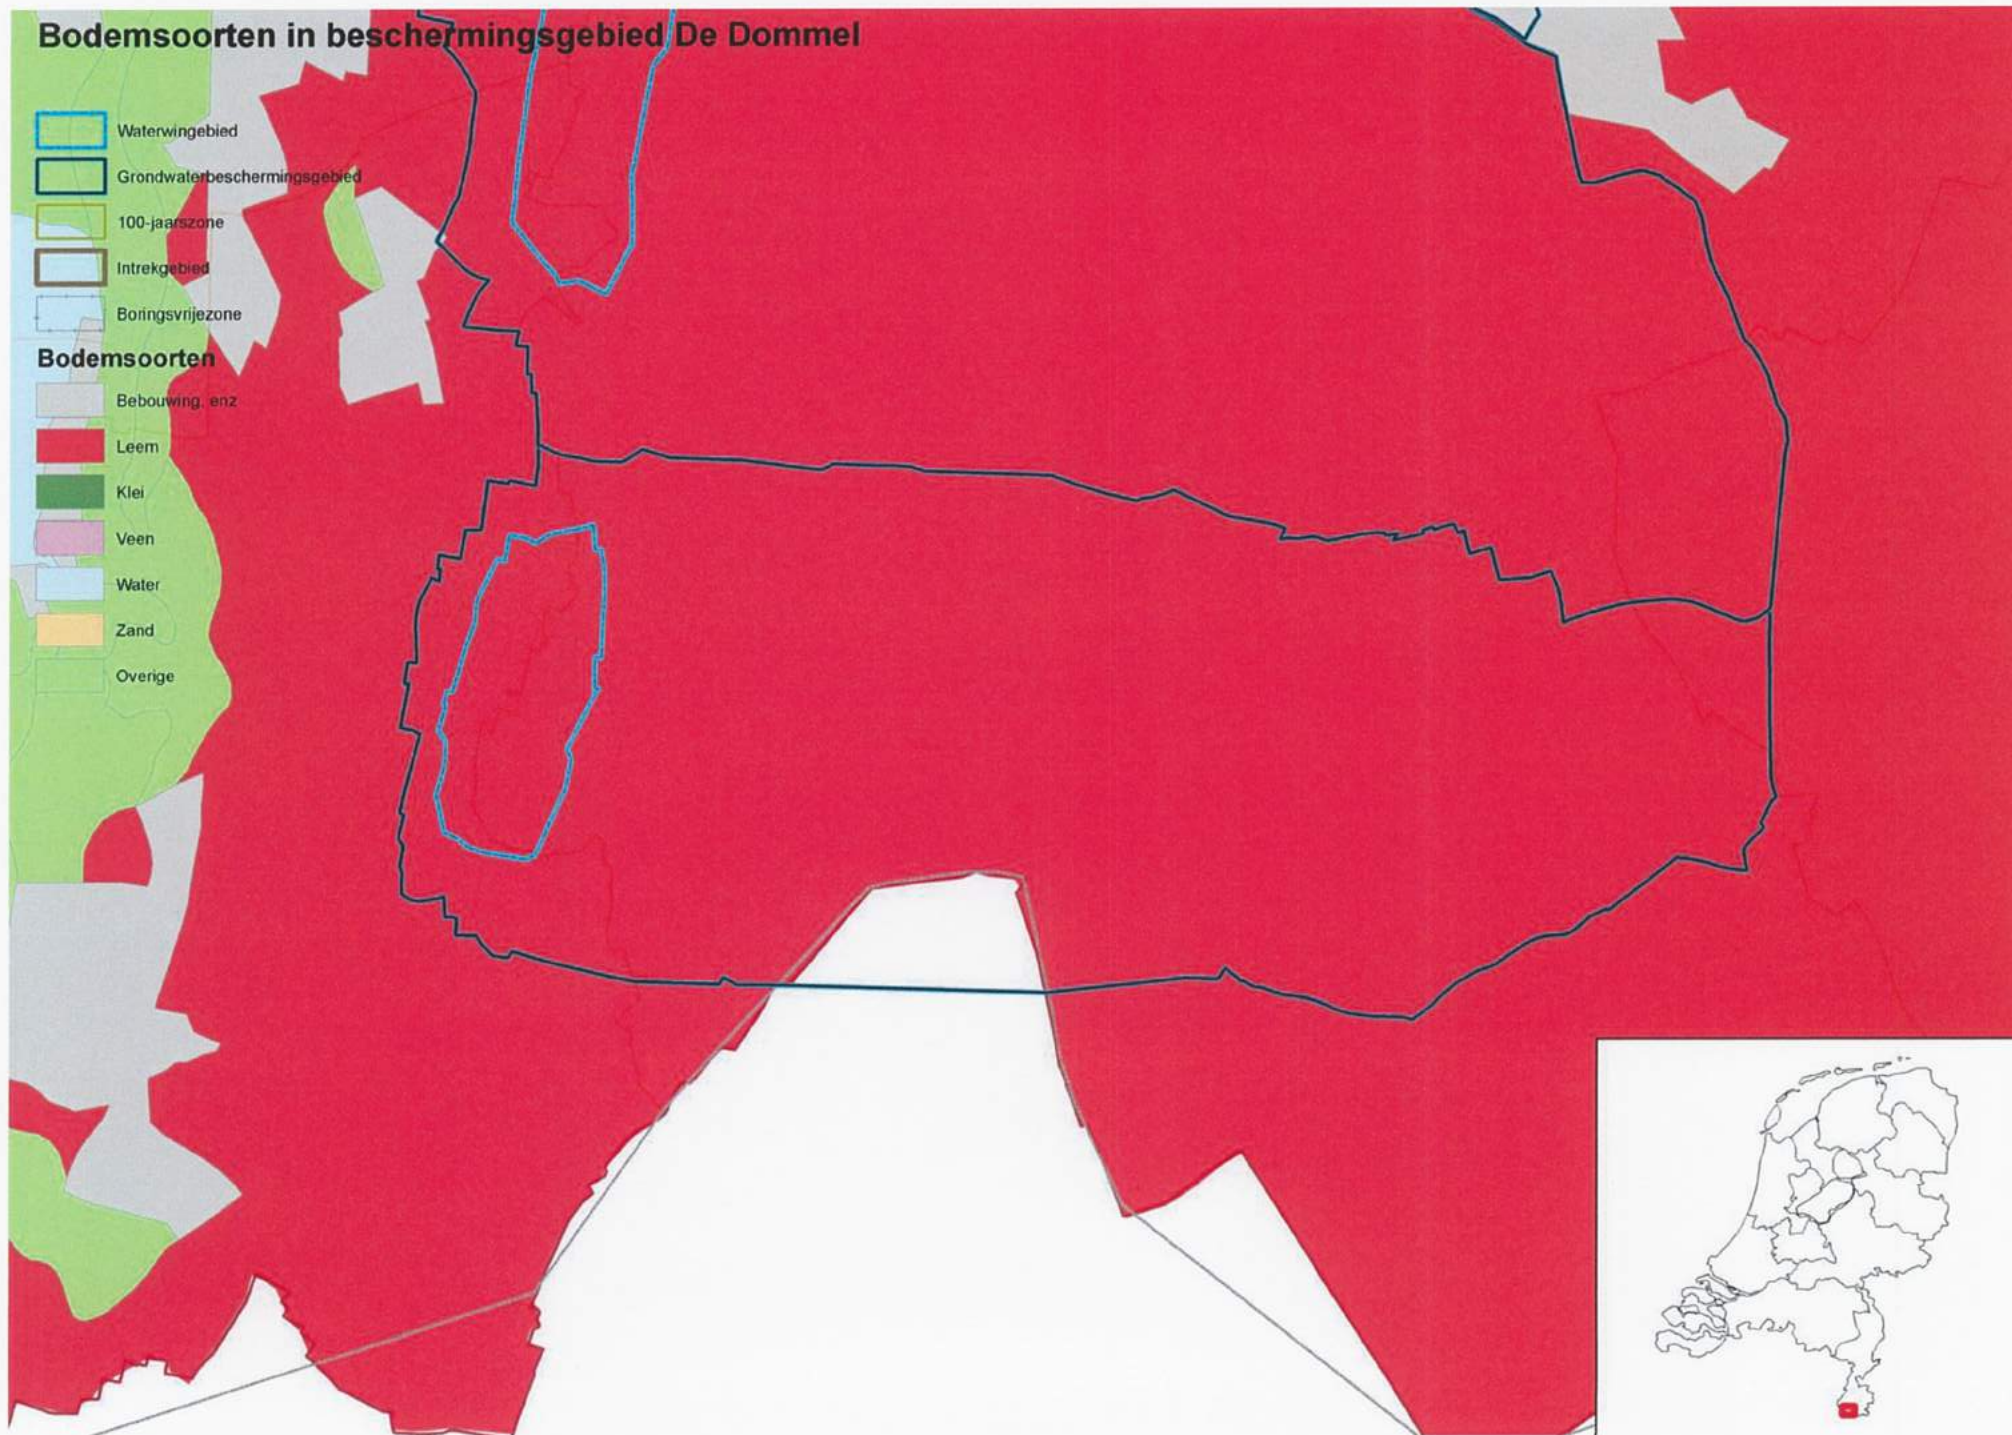 Bodemsoorten in beschermingsgebied De Dommel
Waterwingebied
Grondwaterbeschermingsgebied
100-jaarszone
Intrekgebied
Boringsvrijezone
Bodemsoorten
Bebouwing, enz
Leem
Klei
Veen
Water
Zand
Overige